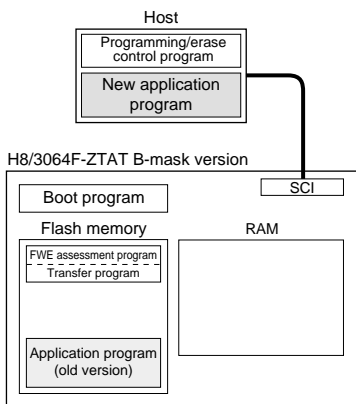 Host
Programming/erase
control program
New application
program
H8/3064F-ZTAT B-mask version
SCI
Boot program
Flash memory
RAM
FWE assessment program
Transfer program
Application program
(old version)